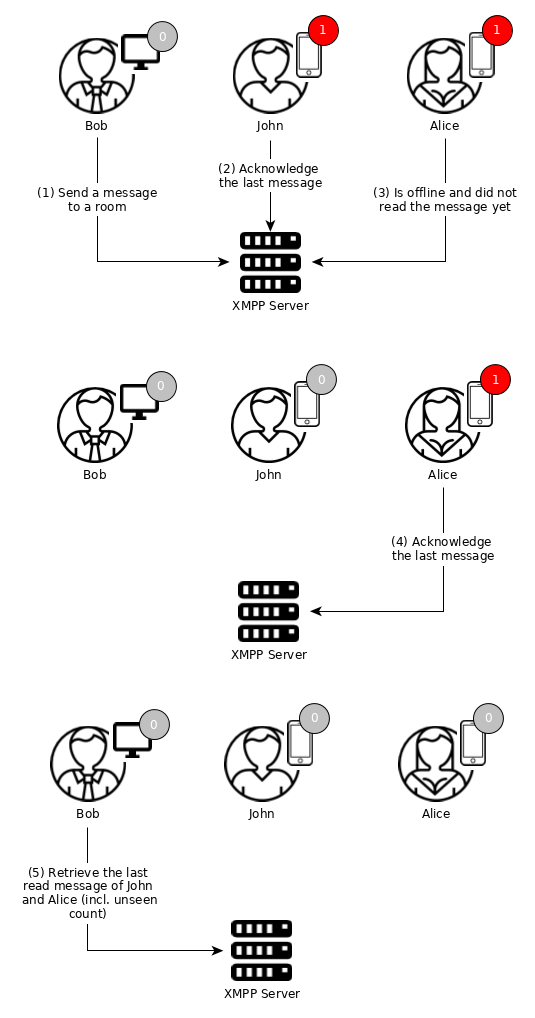 0
1
1
Bob
John
Alice
(1) Send a message
to a room
(2) Acknowledge
the last message
(3) Is offline and did not
read the message yet
XMPP Server
0
0
1
Bob
John
Alice
(4) Acknowledge
the last message
XMPP Server
0
0
0
Bob
John
Alice
(5) Retrieve the last
read message of John
and Alice (incl. unseen
count)
XMPP Server